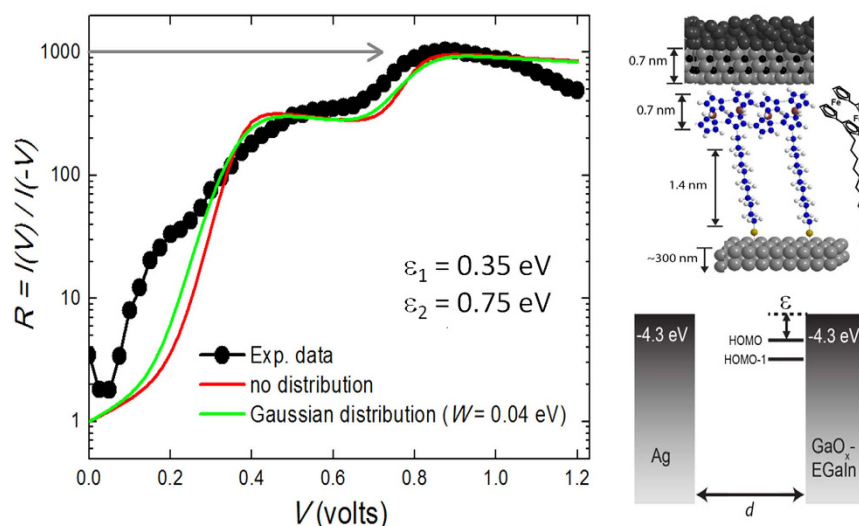 R = I(V) / I(-V)
1000
100
10
1
ε₁ = 0.35 eV
ε₂ = 0.75 eV
Exp. data
no distribution
Gaussian distribution (W = 0.04 eV)
0.0 0.2 0.4 0.6 0.8 1.0 1.2
V (volts)
0.7 nm
0.7 nm
1.4 nm
~300 nm
Fe
Fe
ε
-4.3 eV
HOMO
HOMO-1
-4.3 eV
Ag
GaOₓ-
EGaIn
d